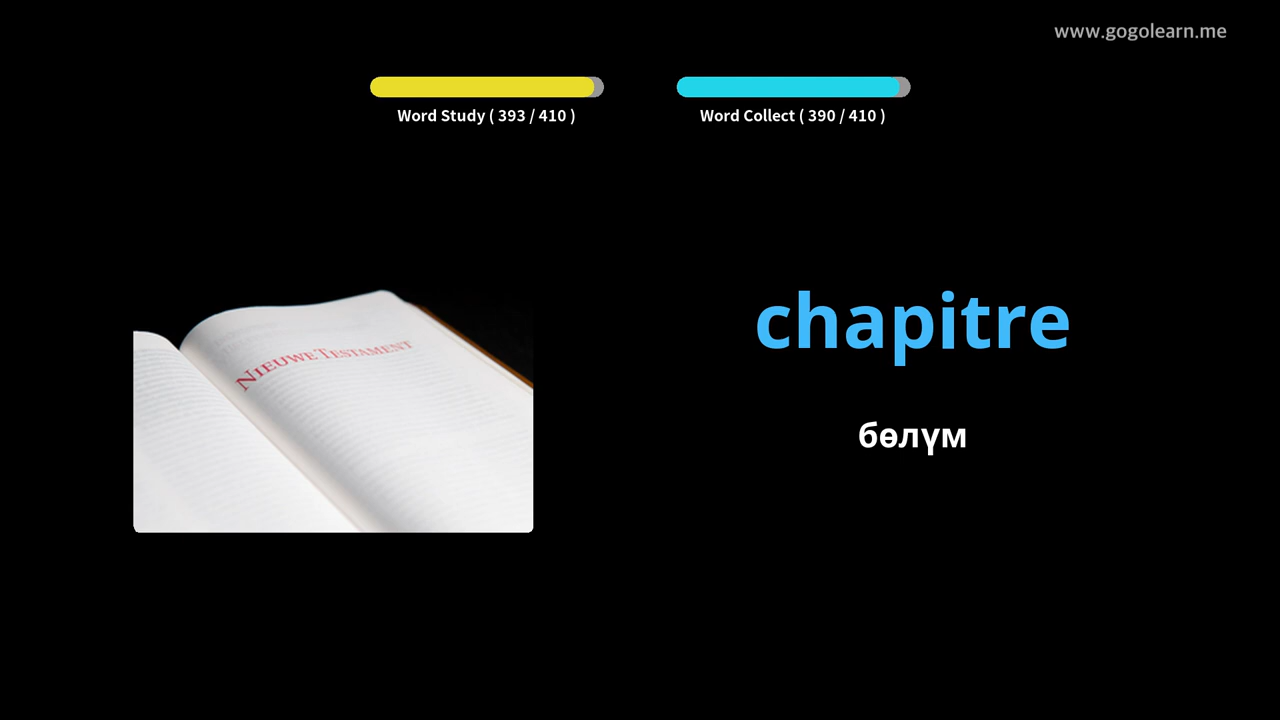 www.gogolearn.me
Word Study ( 393 / 410 )
Word Collect ( 390 / 410 )
NIEUWE TESTAMENT
chapitre
бөлүм